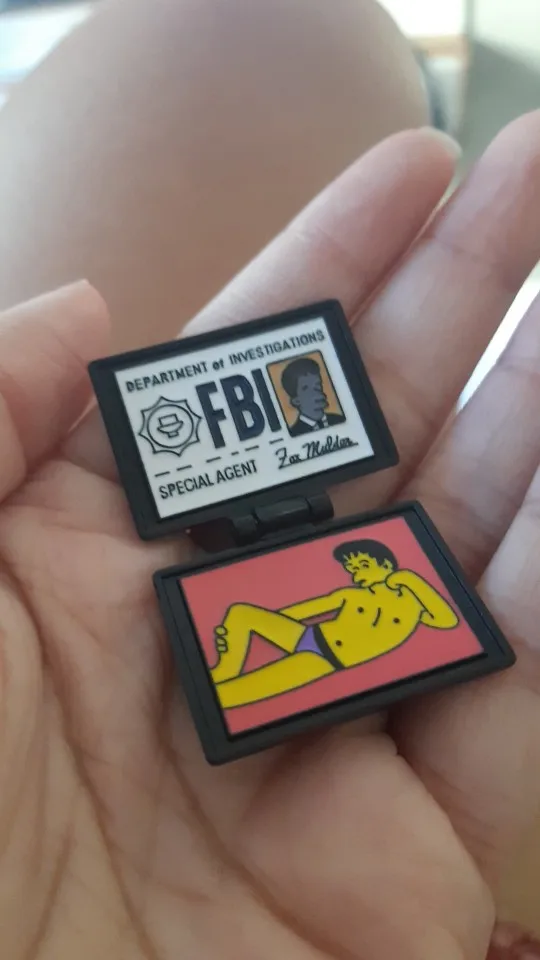 DEPARTMENT of INVESTIGATIONS
FBI
SPECIAL AGENT
Fox Mulder